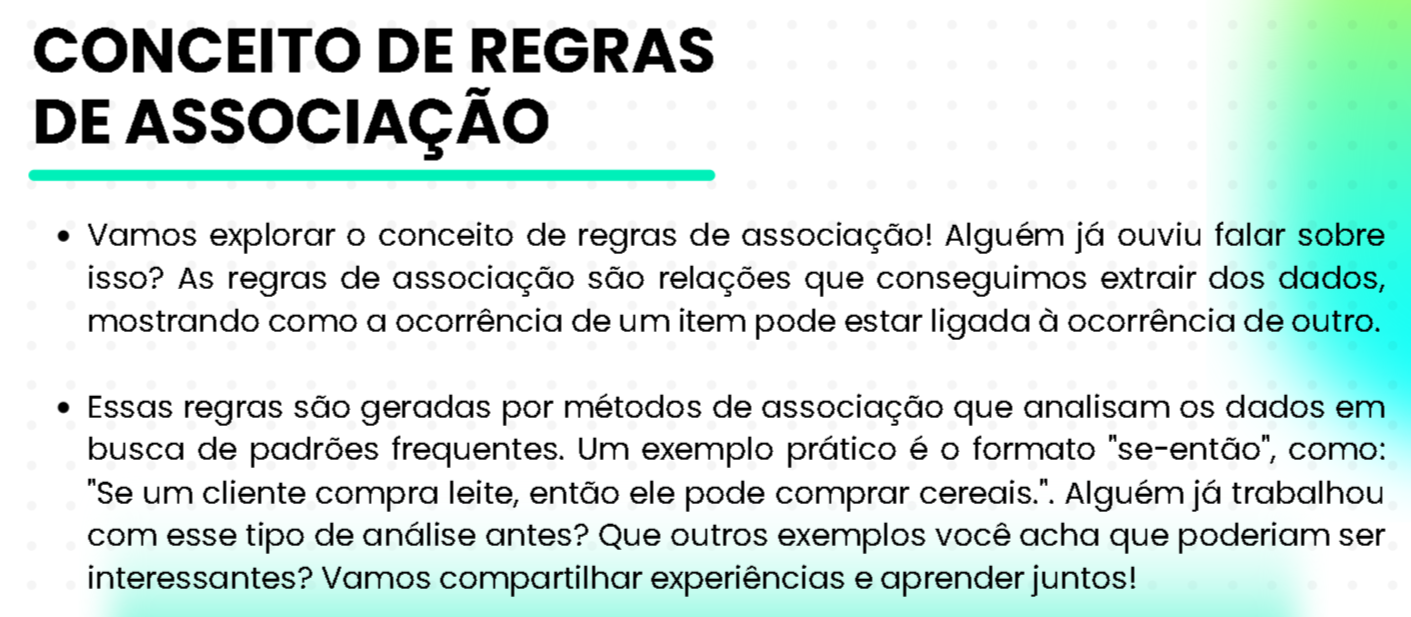 CONCEITO DE REGRAS
DE ASSOCIAÇÃO
• Vamos explorar o conceito de regras de associação! Alguém já ouviu falar sobre
isso? As regras de associação são relações que conseguimos extrair dos dados,
mostrando como a ocorrência de um item pode estar ligada à ocorrência de outro.
• Essas regras são geradas por métodos de associação que analisam os dados em
busca de padrões frequentes. Um exemplo prático é o formato "se-então", como:
"Se um cliente compra leite, então ele pode comprar cereais.". Alguém já trabalhou
com esse tipo de análise antes? Que outros exemplos você acha que poderiam ser
interessantes? Vamos compartilhar experiências e aprender juntos!